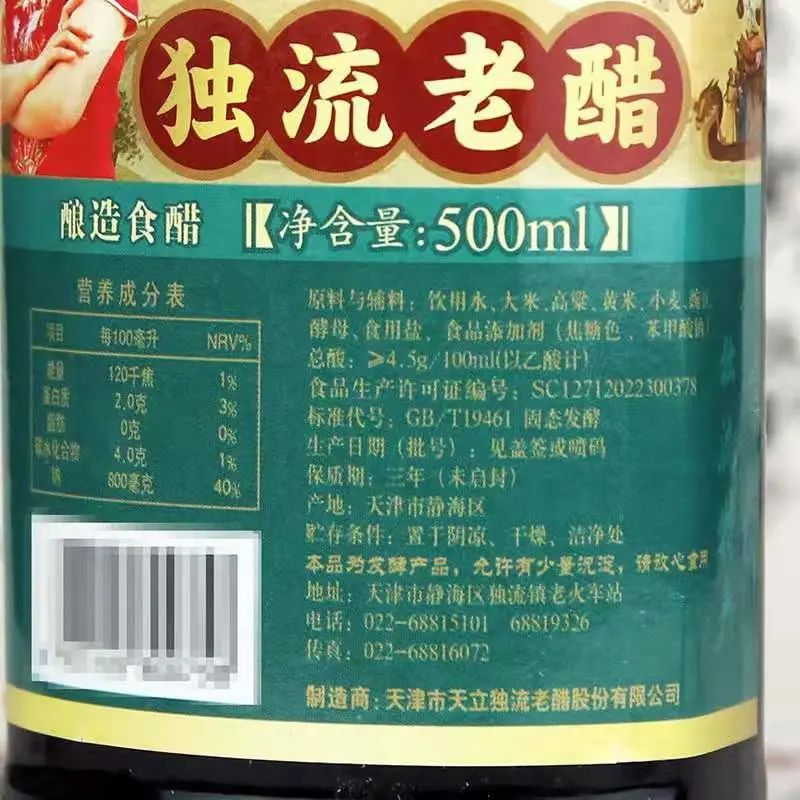 独流老醋
酿造食醋
净含量:500ml
营养成分表
项目 每100毫升 NRV%
能量 120千焦 1%
蛋白质 2.0克 3%
脂肪 0克 0%
碳水化合物 4.0克 1%
钠 800毫克 40%
原料与辅料: 饮用水、大米、高粱、黄米、小麦、
酵母、食用盐、食品添加剂 (焦糖色 、苯甲酸钠)
总酸: ≥4.5g/100ml(以乙酸计)
食品生产许可证编号: SC12712022300378
标准代号: GB/T19461 固态发酵
生产日期 (批号): 见盖签或喷码
保质期: 三年 (未启封)
产地: 天津市静海区
贮存条件: 置于阴凉、干燥、洁净处
本品为发酵产品,允许有少量沉淀,请放心食用
地址: 天津市静海区独流镇老火车站
电话: 022-68815101 68819326
传真: 022-68816072
制造商: 天津市天立独流老醋股份有限公司